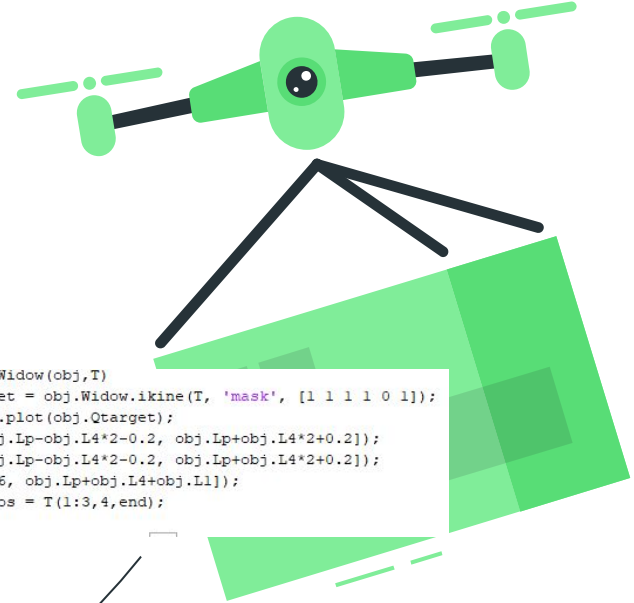 Widow(obj,T)
et = obj.Widow.ikine(T, 'mask', [1 1 1 1 0 1]);
.plot(obj.Qtarget);
j.Lp-obj.L4*2-0.2, obj.Lp+obj.L4*2+0.2]);
j.Lp-obj.L4*2-0.2, obj.Lp+obj.L4*2+0.2]);
6, obj.Lp+obj.L4+obj.L1]);
os = T(1:3,4,end);